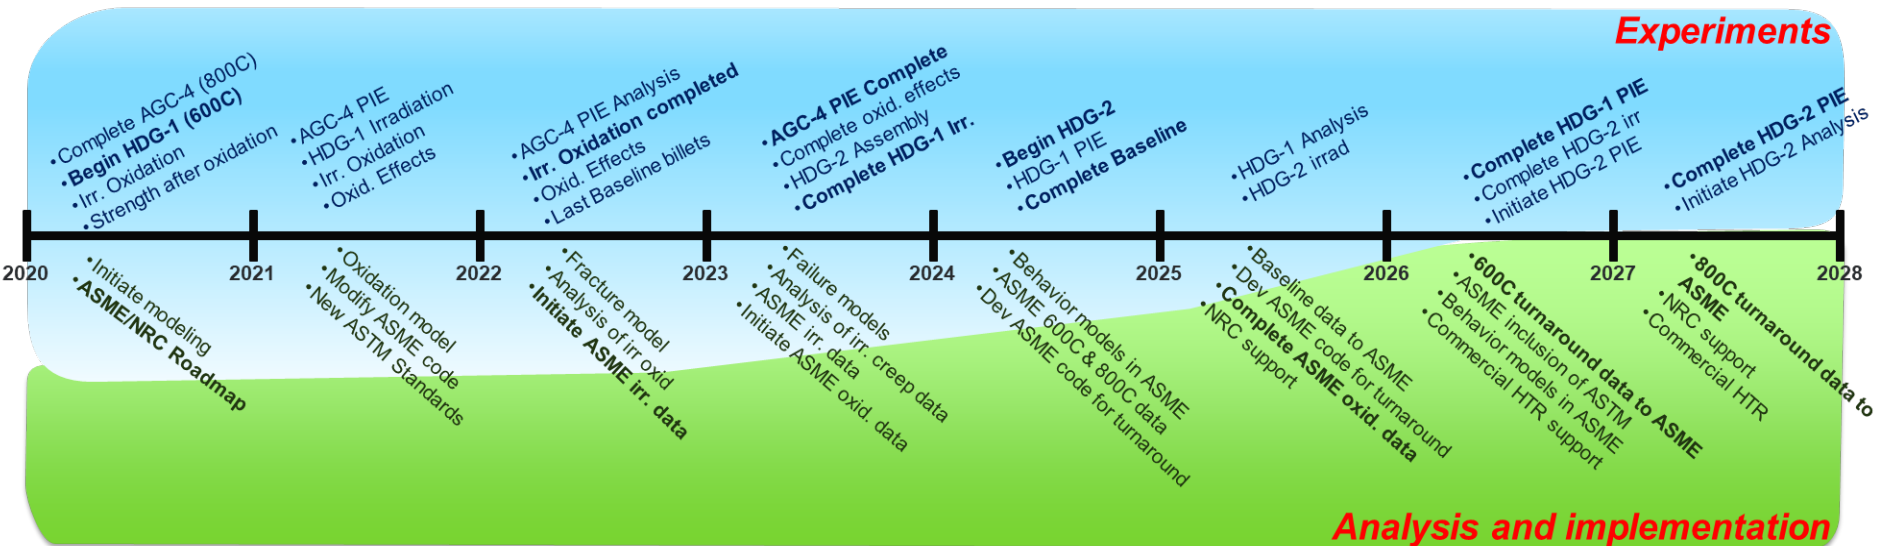 Experiments
•Complete AGC-4 (800C)
•Begin HDG-1 (600C)
•Irr. Oxidation
•Strength after oxidation
•AGC-4 PIE
•HDG-1 Irradiation
•Irr. Oxidation
•Oxid. Effects
•AGC-4 PIE Analysis
•Irr. Oxidation completed
•Oxid. Effects
•Last Baseline billets
•AGC-4 PIE Complete
•Complete oxid. effects
•HDG-2 Assembly
•Complete HDG-1 Irr.
•Begin HDG-2
•HDG-1 PIE
•Complete Baseline
•HDG-1 Analysis
•HDG-2 irrad
•Complete HDG-1 PIE
•Complete HDG-2 irr
•Initiate HDG-2 PIE
•Complete HDG-2 PIE
•Initiate HDG-2 Analysis
2020
2021
2022
2023
2024
2025
2026
2027
2028
•Initiate modeling
•ASME/NRC Roadmap
•Oxidation model
•Modify ASME code
•New ASTM Standards
•Fracture model
•Analysis of irr oxid
•Initiate ASME irr. data
•Failure models
•Analysis of irr. creep data
•ASME irr. data
•Initiate ASME oxid. data
•Behavior models in ASME
•ASME 600C & 800C data
•Dev ASME code for turnaround
•Baseline data to ASME
•Dev ASME code for turnaround
•Complete ASME oxid. data
•NRC support
•600C turnaround data to ASME
•ASME inclusion of ASTM
•Behavior models in ASME
•Commercial HTR support
•800C turnaround data to
ASME
•NRC support
•Commercial HTR
Analysis and implementation